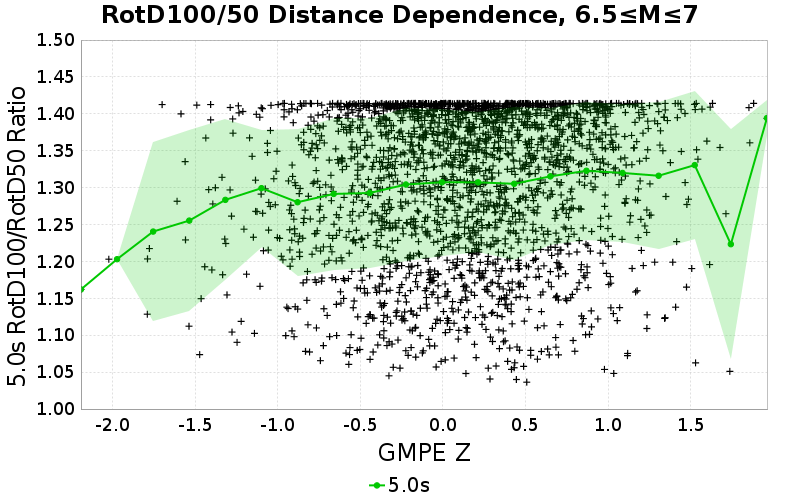 RotD100/50 Distance Dependence, 6.5≤M≤7
5.0s RotD100/RotD50 Ratio
1.50
1.45
1.40
1.35
1.30
1.25
1.20
1.15
1.10
1.05
1.00
-2.0 -1.5 -1.0 -0.5 0.0 0.5 1.0 1.5
GMPE Z
5.0s